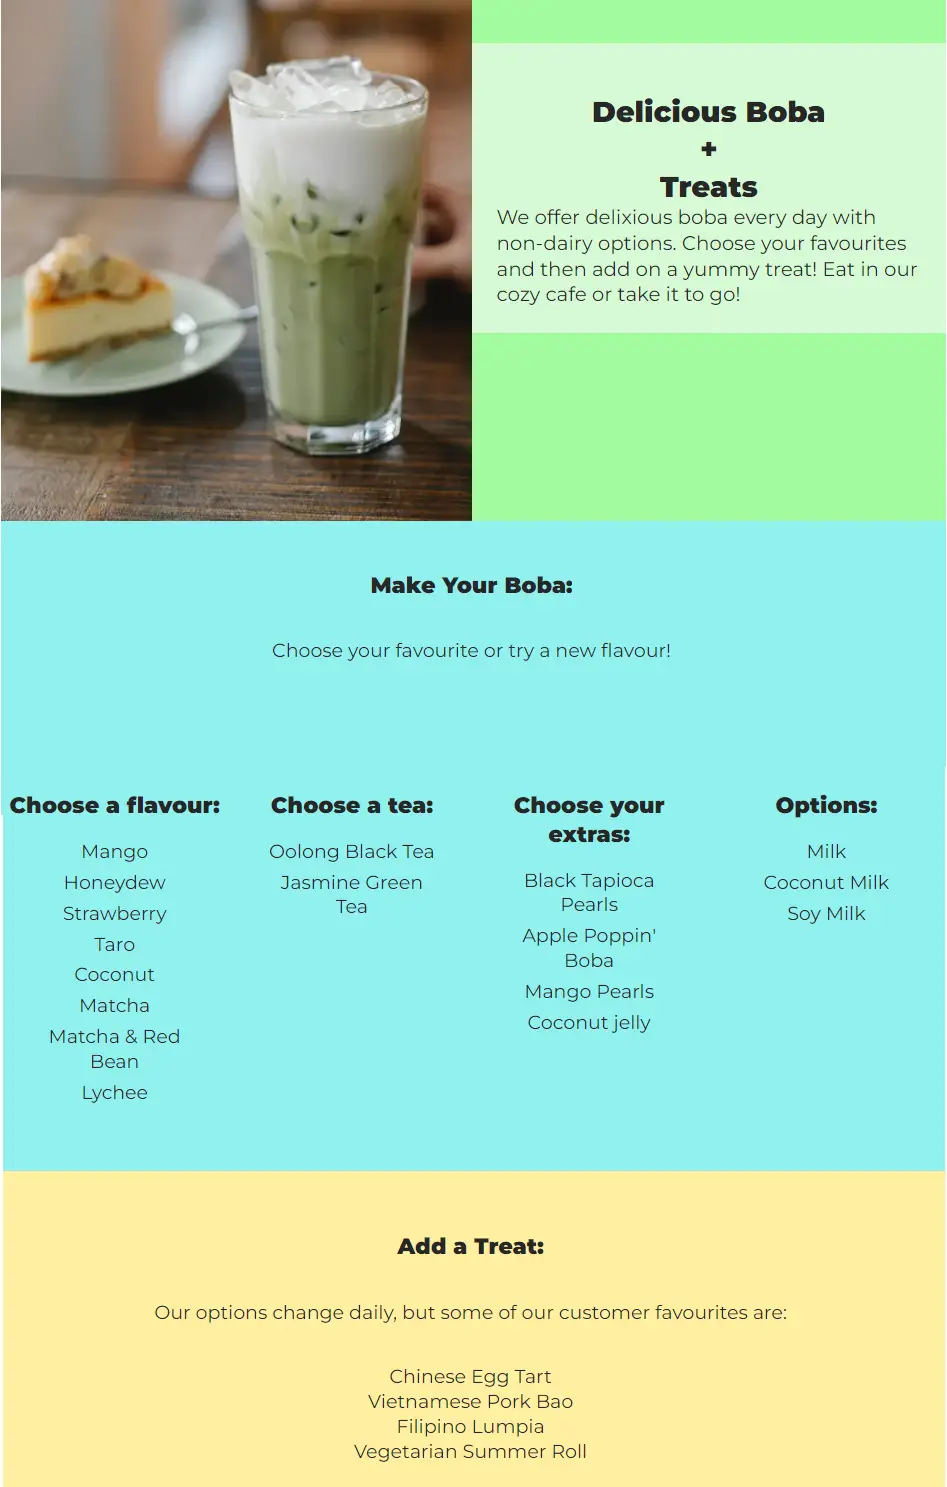 Delicious Boba
+
Treats
We offer delixious boba every day with
non-dairy options. Choose your favourites
and then add on a yummy treat! Eat in our
cozy cafe or take it to go!
Make Your Boba:
Choose your favourite or try a new flavour!
Choose a flavour:
Mango
Honeydew
Strawberry
Taro
Coconut
Matcha
Matcha & Red
Bean
Lychee
Choose a tea:
Oolong Black Tea
Jasmine Green
Tea
Choose your
extras:
Black Tapioca
Pearls
Apple Poppin'
Boba
Mango Pearls
Coconut jelly
Options:
Milk
Coconut Milk
Soy Milk
Add a Treat:
Our options change daily, but some of our customer favourites are:
Chinese Egg Tart
Vietnamese Pork Bao
Filipino Lumpia
Vegetarian Summer Roll